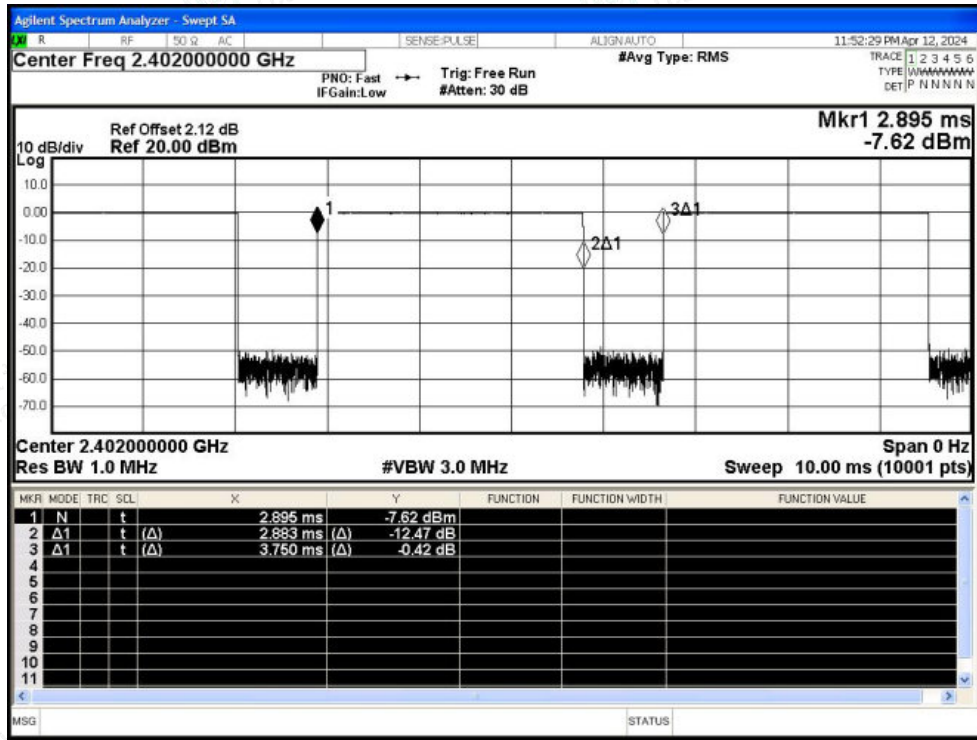 Agilent Spectrum Analyzer - Swept SA
LXI R RF 50 Ω AC SENSE:PULSE ALIGNAUTO 11:52:29 PM Apr 12, 2024
Center Freq 2.402000000 GHz #Avg Type: RMS TRACE 1 2 3 4 5 6
PNO: Fast Trig: Free Run TYPE
IFGain:Low #Atten: 30 dB DET P N N N N N
Mkr1 2.895 ms
-7.62 dBm
Ref Offset 2.12 dB
10 dB/div Ref 20.00 dBm
Log
10.0
0.00
-10.0
-20.0
-30.0
-40.0
-50.0
-60.0
-70.0
1
2Δ1
3Δ1
Center 2.402000000 GHz Span 0 Hz
Res BW 1.0 MHz #VBW 3.0 MHz Sweep 10.00 ms (10001 pts)
MKR MODE TRC SCL X Y FUNCTION FUNCTION WIDTH FUNCTION VALUE
1 N t 2.895 ms -7.62 dBm
2 Δ1 t (Δ) 2.883 ms (Δ) -12.47 dB
3 Δ1 t (Δ) 3.750 ms (Δ) -0.42 dB
4
5
6
7
8
9
10
11
MSG STATUS